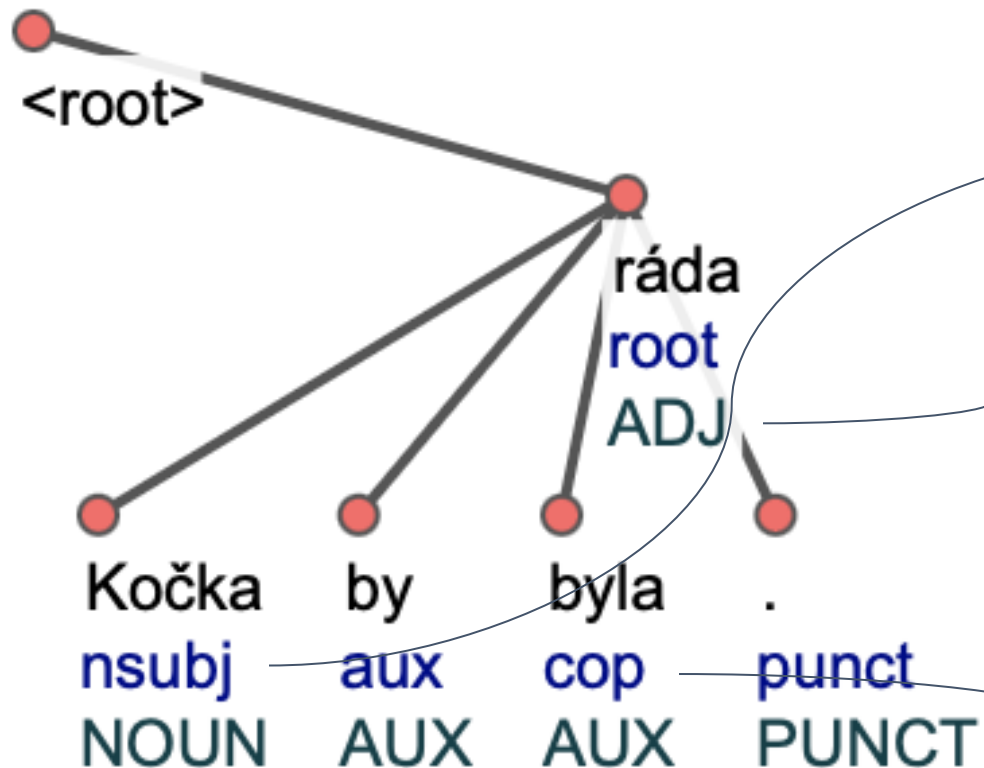 <root>
ráda
root
ADJ
Kočka by byla .
nsubj aux cop punct
NOUN AUX AUX PUNCT